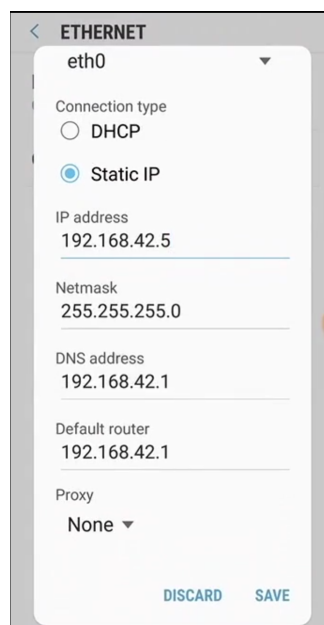 ETHERNET
eth0
Connection type
DHCP
Static IP
IP address
192.168.42.5
Netmask
255.255.255.0
DNS address
192.168.42.1
Default router
192.168.42.1
Proxy
None
DISCARD SAVE